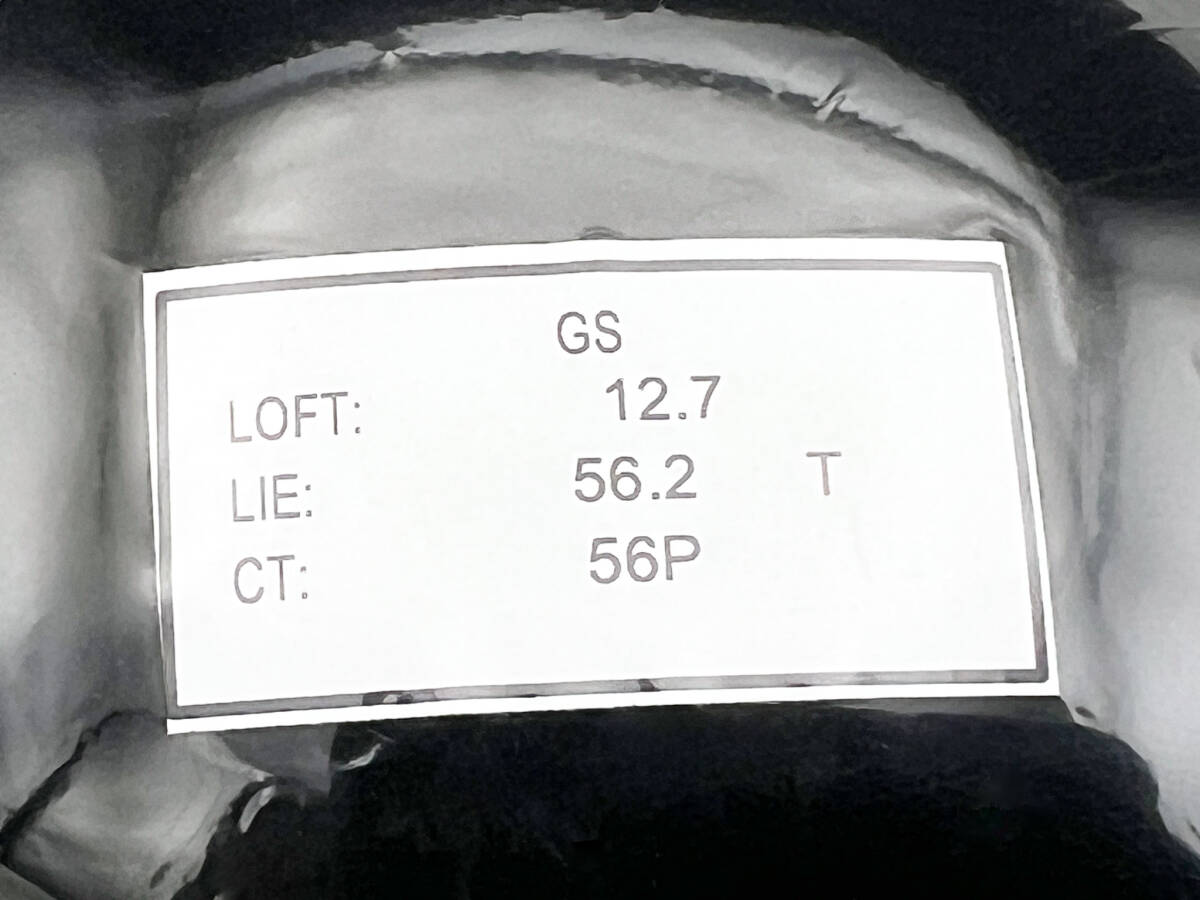 GS
LOFT: 12.7
LIE: 56.2 T
CT: 56P